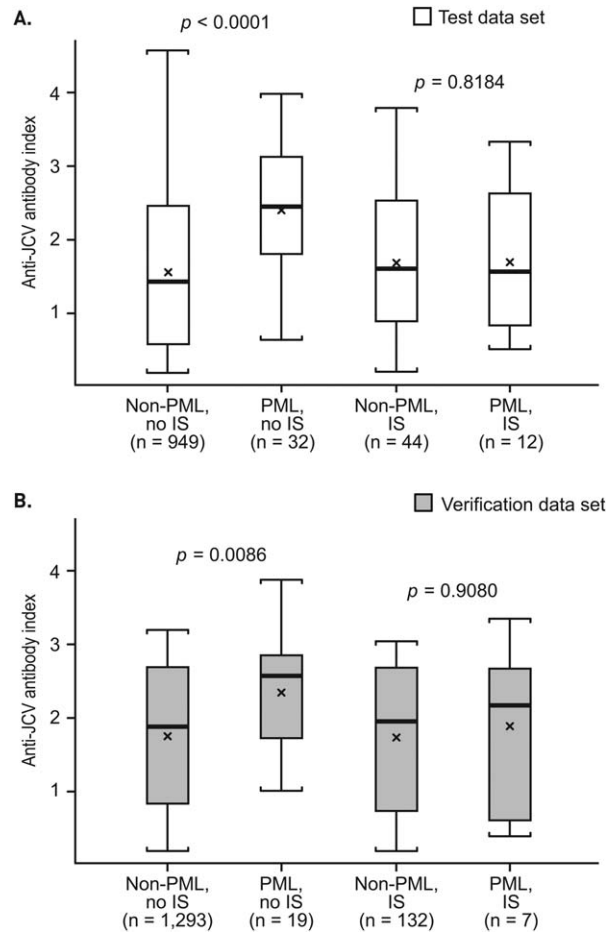 A.
p < 0.0001
Test data set
p = 0.8184
Anti-JCV antibody index
4
3
2
1
Non-PML, no IS (n = 949)
PML, no IS (n = 32)
Non-PML, IS (n = 44)
PML, IS (n = 12)
B.
Verification data set
p = 0.0086
p = 0.9080
Anti-JCV antibody index
4
3
2
1
Non-PML, no IS (n = 1,293)
PML, no IS (n = 19)
Non-PML, IS (n = 132)
PML, IS (n = 7)